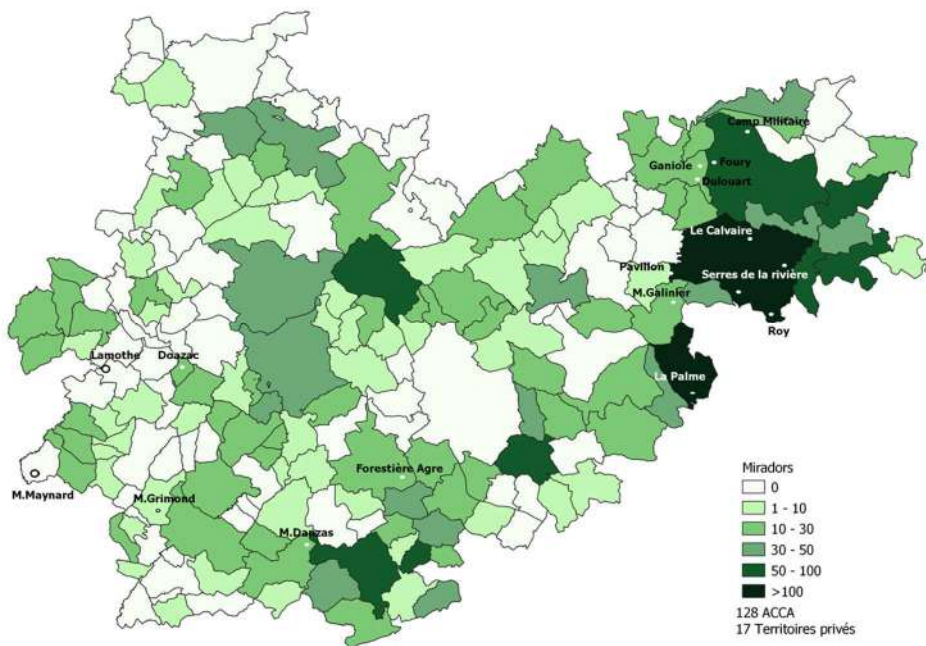 Camp Militaire
Ganiole
Foury
Dulouart
Le Calvaire
Pavillon
Serres de la rivière
M.Galinier
Roy
Lamothe
Doazac
La Palme
M.Maynard
Forestière Agre
M.Grimond
M.Danzas
Miradors
0
1 - 10
10 - 30
30 - 50
50 - 100
>100
128 ACCA
17 Territoires privés